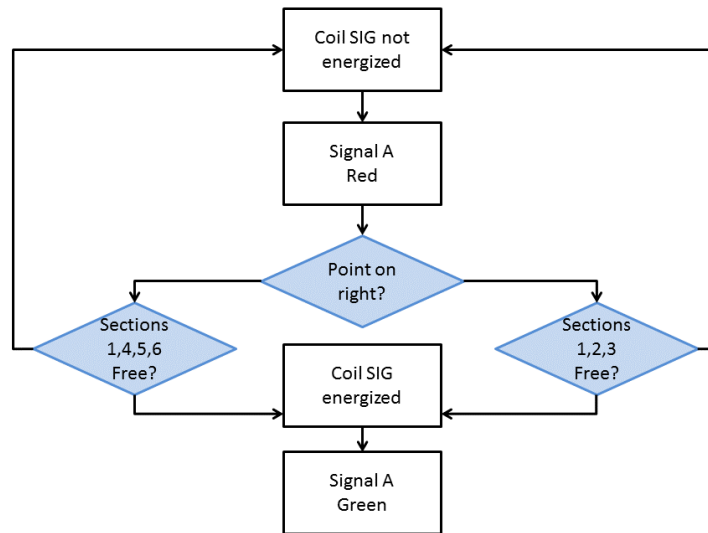 Coil SIG not
energized
Signal A
Red
Point on
right?
Sections
1,4,5,6
Free?
Sections
1,2,3
Free?
Coil SIG
energized
Signal A
Green